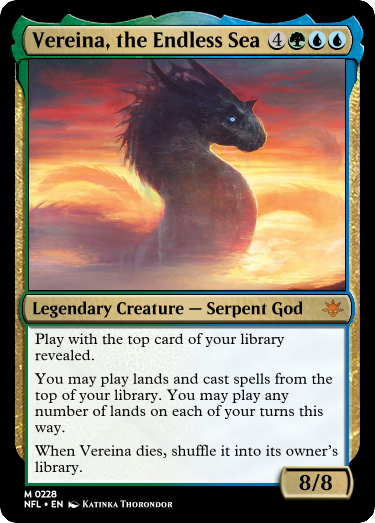 Vereina, the Endless Sea 4
Legendary Creature — Serpent God
Play with the top card of your library
revealed.
You may play lands and cast spells from the
top of your library. You may play any
number of lands on each of your turns this
way.
When Vereina dies, shuffle it into its owner's
library.
8/8
M 0228
NFL • EN Katinka Thorondor